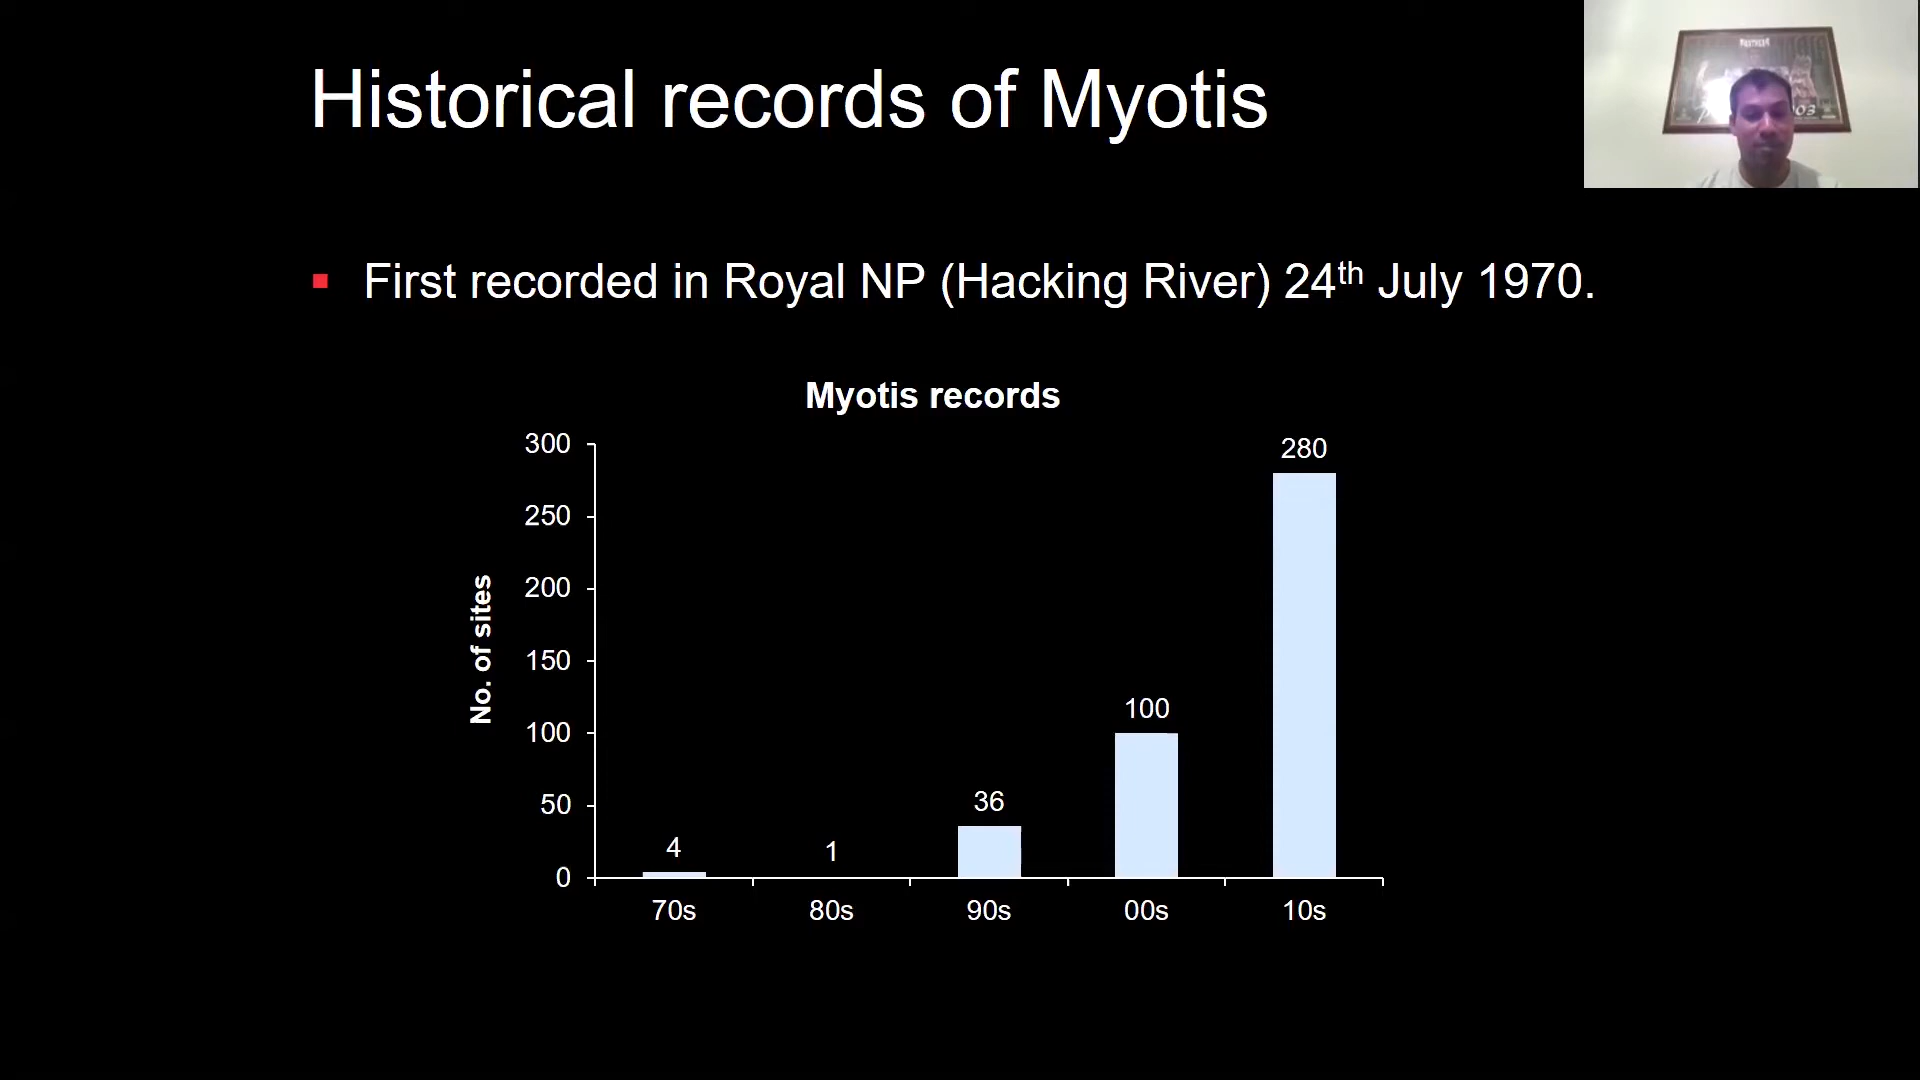 Historical records of Myotis
▪ First recorded in Royal NP (Hacking River) 24th July 1970.
Myotis records
No. of sites
300
250
200
150
100
50
0
4
1
36
100
280
70s 80s 90s 00s 10s